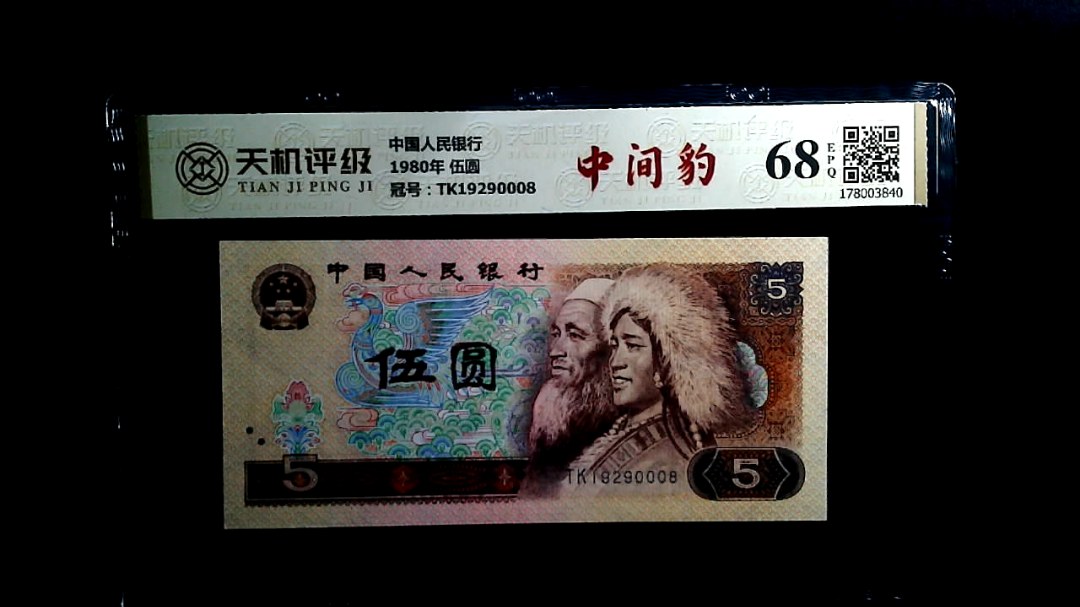 天机评级
TIAN JI PING JI
中国人民银行
1980年 伍圆
冠号：TK19290008
中间豹
68
EPQ
178003840
中国人民银行
5
伍圆
5
TK19290008
5